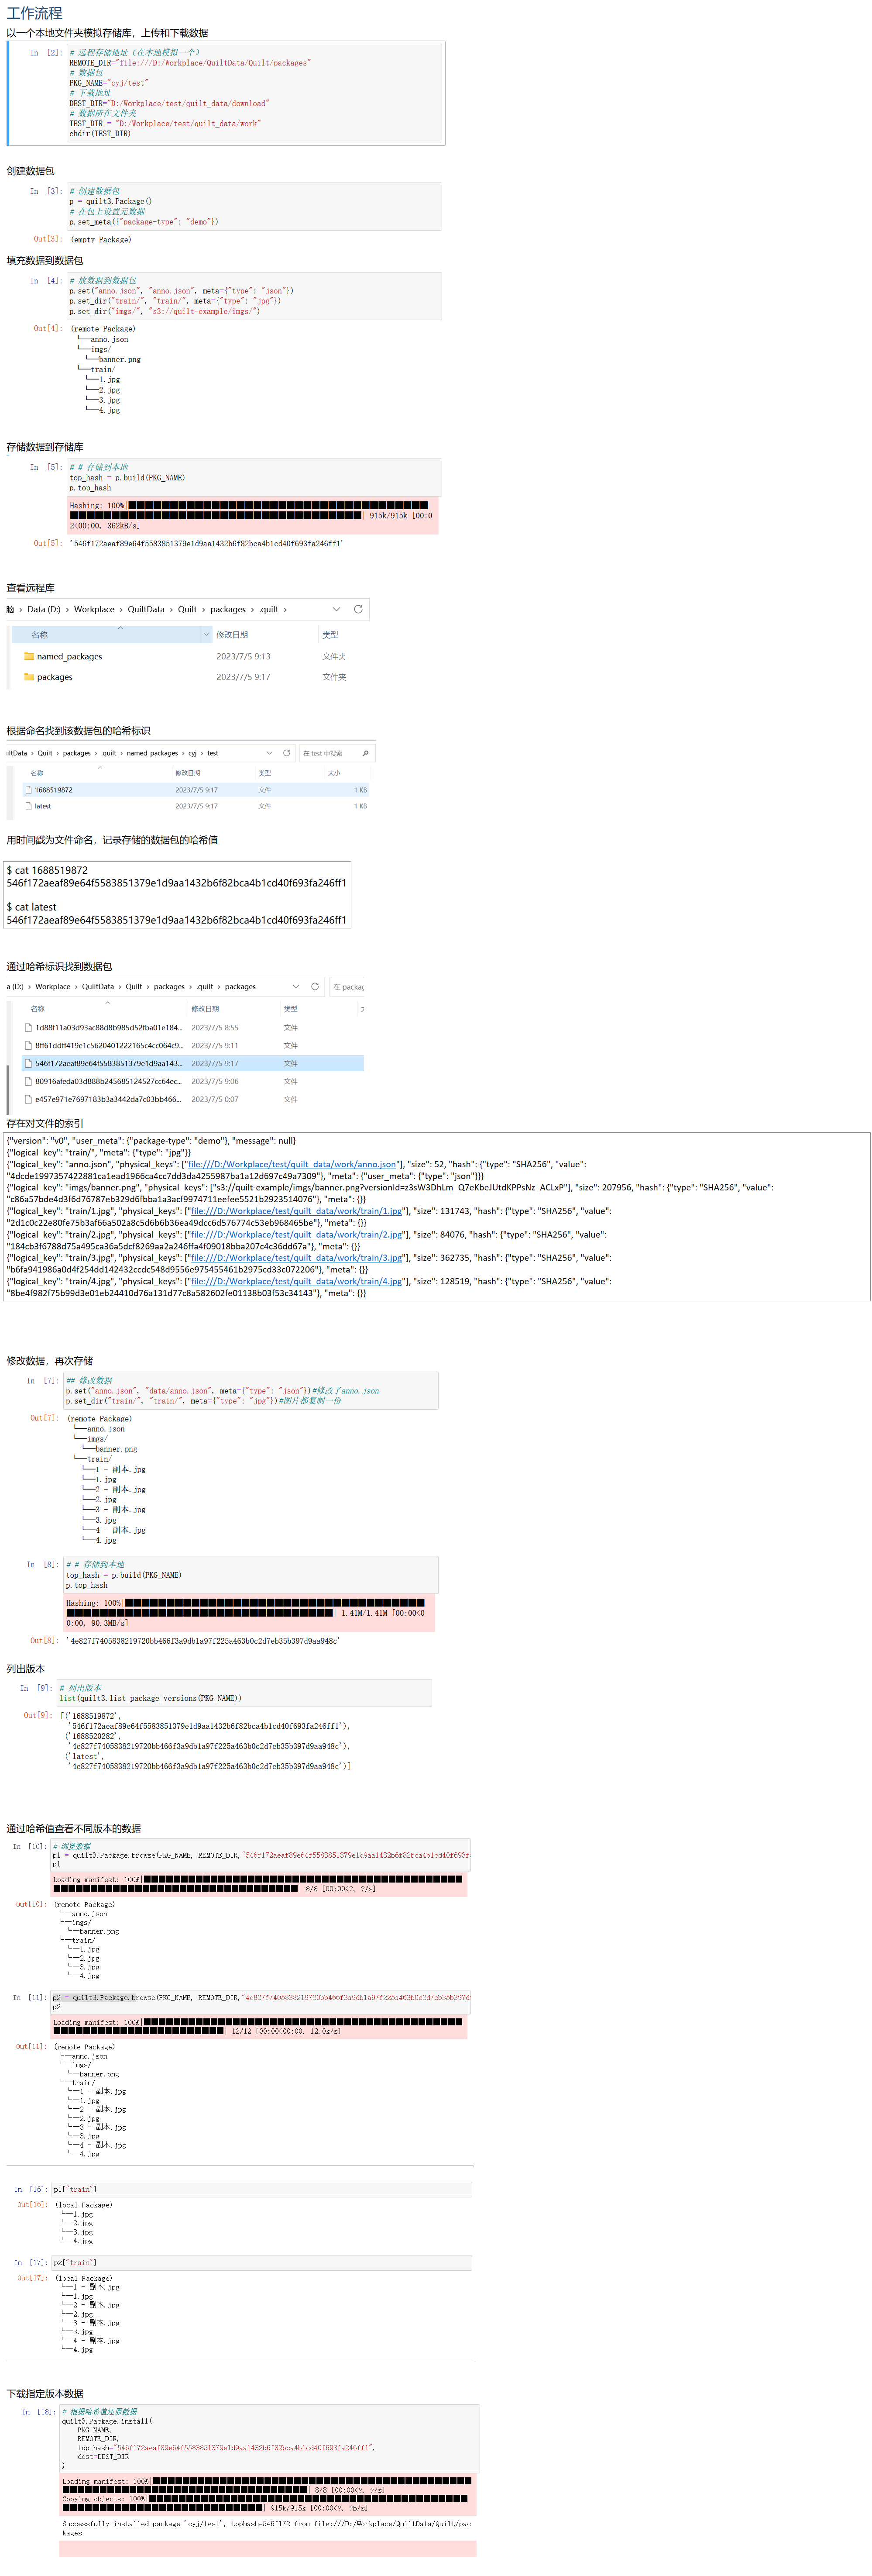 工作流程
以一个本地文件夹模拟存储库，上传和下载数据
In [2]:
# 远程存储地址（在本地模拟一个）
REMOTE_DIR="file:///D:/Workplace/QuiltData/Quilt/packages"
# 数据包
PKG_NAME="cyj/test"
# 下载地址
DEST_DIR="D:/Workplace/test/quilt_data/download"
# 数据所在文件夹
TEST_DIR = "D:/Workplace/test/quilt_data/work"
chdir(TEST_DIR)
创建数据包
In [3]:
# 创建数据包
p = quilt3.Package()
# 在包上设置元数据
p.set_meta({"package-type": "demo"})
Out[3]: (empty Package)
填充数据到数据包
In [4]:
# 放数据到数据包
p.set("anno.json", "anno.json", meta={"type": "json"})
p.set_dir("train/", "train/", meta={"type": "jpg"})
p.set_dir("imgs/", "s3://quilt-example/imgs/")
Out[4]: (remote Package)
└─anno.json
└─imgs/
└─banner.png
└─train/
└─1.jpg
└─2.jpg
└─3.jpg
└─4.jpg
存储数据到存储库
In [5]:
# # 存储到本地
top_hash = p.build(PKG_NAME)
p.top_hash
Hashing: 100%|
| 915k/915k [00:0
2<00:00, 362kB/s]
Out[5]: '546f172aeaf89e64f5583851379e1d9aa1432b6f82bca4b1cd40f693fa246ff1'
查看远程库
脑 › Data (D:) › Workplace › QuiltData › Quilt › packages › .quilt ›
名称 修改日期 类型
named_packages 2023/7/5 9:13 文件夹
packages 2023/7/5 9:17 文件夹
根据命名找到该数据包的哈希标识
iltData › Quilt › packages › .quilt › named_packages › cyj › test 在 test 中搜索
名称 修改日期 类型 大小
1688519872 2023/7/5 9:17 文件 1 KB
latest 2023/7/5 9:17 文件 1 KB
用时间戳为文件命名，记录存储的数据包的哈希值
$ cat 1688519872
546f172aeaf89e64f5583851379e1d9aa1432b6f82bca4b1cd40f693fa246ff1
$ cat latest
546f172aeaf89e64f5583851379e1d9aa1432b6f82bca4b1cd40f693fa246ff1
通过哈希标识找到数据包
a (D:) › Workplace › QuiltData › Quilt › packages › .quilt › packages 在 packag
名称 修改日期 类型
1d88f11a03d93ac88d8b985d52fba01e184... 2023/7/5 8:55 文件
8ff61ddff419e1c5620401222165c4cc064c9... 2023/7/5 9:11 文件
546f172aeaf89e64f5583851379e1d9aa143... 2023/7/5 9:17 文件
80916afeda03d888b245685124527cc64ec... 2023/7/5 9:06 文件
e457e971e7697183b3a3442da7c03bb466... 2023/7/5 0:07 文件
存在对文件的索引
{"version": "v0", "user_meta": {"package-type": "demo"}, "message": null}
{"logical_key": "train/", "meta": {"type": "jpg"}}
{"logical_key": "anno.json", "physical_keys": ["file:///D:/Workplace/test/quilt_data/work/anno.json"], "size": 52, "hash": {"type": "SHA256", "value":
"4dcde1997357422881ca1ead1966ca4cc7dd3da4255987ba1a12d697c49a7309"}, "meta": {"user_meta": {"type": "json"}}}
{"logical_key": "imgs/banner.png", "physical_keys": ["s3://quilt-example/imgs/banner.png?versionId=z3sW3DhLm_Q7eKbeJUtdKPPsNz_ACLxP"], "size": 207956, "hash": {"type": "SHA256", "value":
"c86a57bde4d3f6d76787eb329d6fbba1a3acf9974711eefee5521b2923514076"}, "meta": {}}
{"logical_key": "train/1.jpg", "physical_keys": ["file:///D:/Workplace/test/quilt_data/work/train/1.jpg"], "size": 131743, "hash": {"type": "SHA256", "value":
"2d1c0c22e80fe75b3af66a502a8c5d6b6b36ea49dcc6d576774c53eb968465be"}, "meta": {}}
{"logical_key": "train/2.jpg", "physical_keys": ["file:///D:/Workplace/test/quilt_data/work/train/2.jpg"], "size": 84076, "hash": {"type": "SHA256", "value":
"184cb3f6788d75a495ca36a5dcf8269aa2a246ffa4f09018bba207c4c36dd67a"}, "meta": {}}
{"logical_key": "train/3.jpg", "physical_keys": ["file:///D:/Workplace/test/quilt_data/work/train/3.jpg"], "size": 362735, "hash": {"type": "SHA256", "value":
"b6fa941986a0d4f254dd142432ccdc548d9556e975455461b2975cd33c072206"}, "meta": {}}
{"logical_key": "train/4.jpg", "physical_keys": ["file:///D:/Workplace/test/quilt_data/work/train/4.jpg"], "size": 128519, "hash": {"type": "SHA256", "value":
"8be4f982f75b99d3e01eb24410d76a131d77c8a582602fe01138b03f53c34143"}, "meta": {}}
修改数据，再次存储
In [7]:
## 修改数据
p.set("anno.json", "data/anno.json", meta={"type": "json"})#修改了anno.json
p.set_dir("train/", "train/", meta={"type": "jpg"})#图片都复制一份
Out[7]: (remote Package)
└─anno.json
└─imgs/
└─banner.png
└─train/
└─1 - 副本.jpg
└─1.jpg
└─2 - 副本.jpg
└─2.jpg
└─3 - 副本.jpg
└─3.jpg
└─4 - 副本.jpg
└─4.jpg
In [8]:
# # 存储到本地
top_hash = p.build(PKG_NAME)
p.top_hash
Hashing: 100%|
| 1.41M/1.41M [00:00<0
0:00, 90.3MB/s]
Out[8]: '4e827f7405838219720bb466f3a9db1a97f225a463b0c2d7eb35b397d9aa948c'
列出版本
In [9]:
# 列出版本
list(quilt3.list_package_versions(PKG_NAME))
Out[9]: [('1688519872',
'546f172aeaf89e64f5583851379e1d9aa1432b6f82bca4b1cd40f693fa246ff1'),
('1688520282',
'4e827f7405838219720bb466f3a9db1a97f225a463b0c2d7eb35b397d9aa948c'),
('latest',
'4e827f7405838219720bb466f3a9db1a97f225a463b0c2d7eb35b397d9aa948c')]
通过哈希值查看不同版本的数据
In [10]:
# 浏览数据
p1 = quilt3.Package.browse(PKG_NAME, REMOTE_DIR,"546f172aeaf89e64f5583851379e1d9aa1432b6f82bca4b1cd40f693f
p1
Loading manifest: 100%|
| 8/8 [00:00<?, ?/s]
Out[10]: (remote Package)
└─anno.json
└─imgs/
└─banner.png
└─train/
└─1.jpg
└─2.jpg
└─3.jpg
└─4.jpg
In [11]:
p2 = quilt3.Package.browse(PKG_NAME, REMOTE_DIR,"4e827f7405838219720bb466f3a9db1a97f225a463b0c2d7eb35b397d9
p2
Loading manifest: 100%|
| 12/12 [00:00<00:00, 12.0k/s]
Out[11]: (remote Package)
└─anno.json
└─imgs/
└─banner.png
└─train/
└─1 - 副本.jpg
└─1.jpg
└─2 - 副本.jpg
└─2.jpg
└─3 - 副本.jpg
└─3.jpg
└─4 - 副本.jpg
└─4.jpg
In [16]: p1["train"]
Out[16]: (local Package)
└─1.jpg
└─2.jpg
└─3.jpg
└─4.jpg
In [17]: p2["train"]
Out[17]: (local Package)
└─1 - 副本.jpg
└─1.jpg
└─2 - 副本.jpg
└─2.jpg
└─3 - 副本.jpg
└─3.jpg
└─4 - 副本.jpg
└─4.jpg
下载指定版本数据
In [18]:
# 根据哈希值还原数据
quilt3.Package.install(
PKG_NAME,
REMOTE_DIR,
top_hash="546f172aeaf89e64f5583851379e1d9aa1432b6f82bca4b1cd40f693fa246ff1",
dest=DEST_DIR
)
Loading manifest: 100%|
| 8/8 [00:00<?, ?/s]
Copying objects: 100%|
| 915k/915k [00:00<?, ?B/s]
Successfully installed package 'cyj/test', tophash=546f172 from file:///D:/Workplace/QuiltData/Quilt/pac
kages